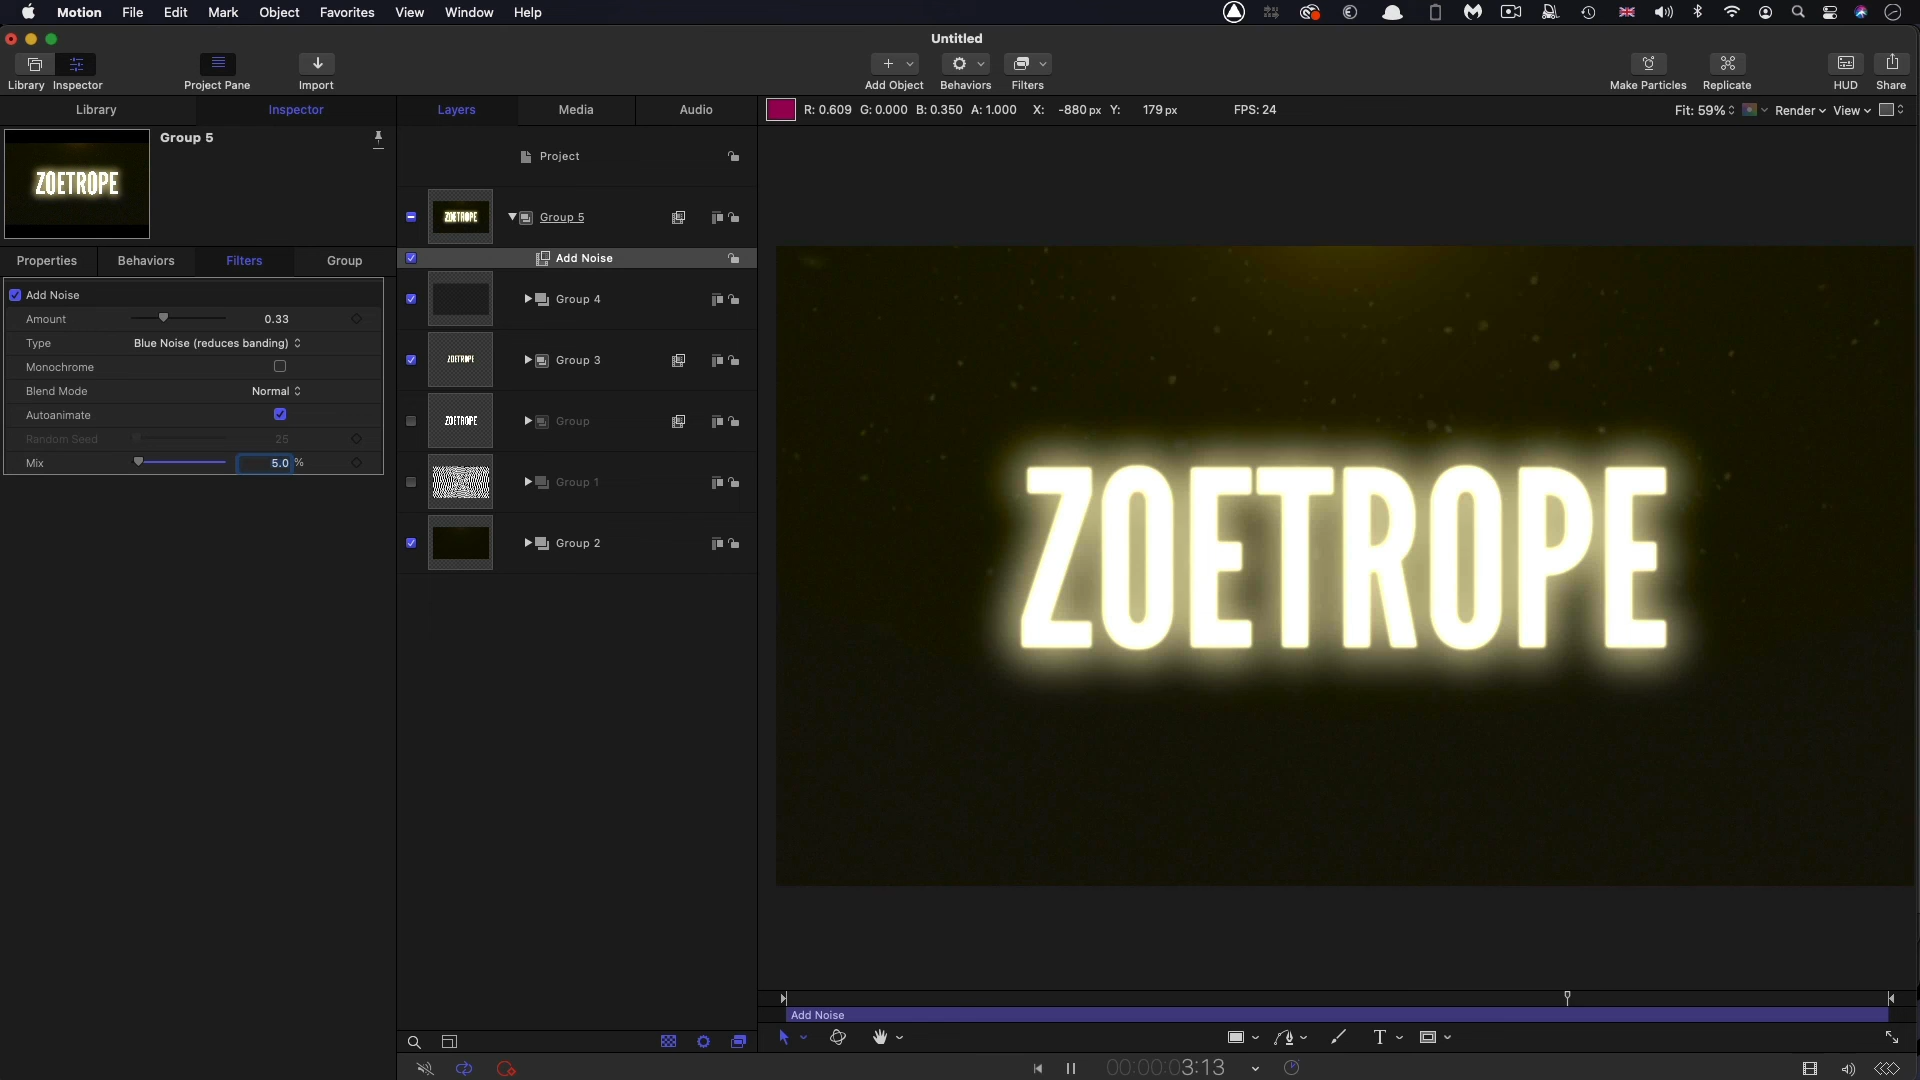 Motion File Edit Mark Object Favorites View Window Help
Untitled
Library Inspector Project Pane Import Add Object Behaviors Filters Make Particles Replicate HUD Share
Library Inspector Layers Media Audio R: 0.609 G: 0.000 B: 0.350 A: 1.000 X: -880 px Y: 179 px FPS: 24 Fit: 59% Render View
Group 5
ZOETROPE
Properties Behaviors Filters Group
Add Noise
Amount 0.33
Type Blue Noise (reduces banding)
Monochrome
Blend Mode Normal
Autoanimate
Random Seed 25
Mix 5.0 %
Project
ZOETROPE Group 5
Add Noise
Group 4
ZOETROPE Group 3
ZOETROPE Group
Group 1
Group 2
ZOETROPE
Add Noise
T
00:00:03:13